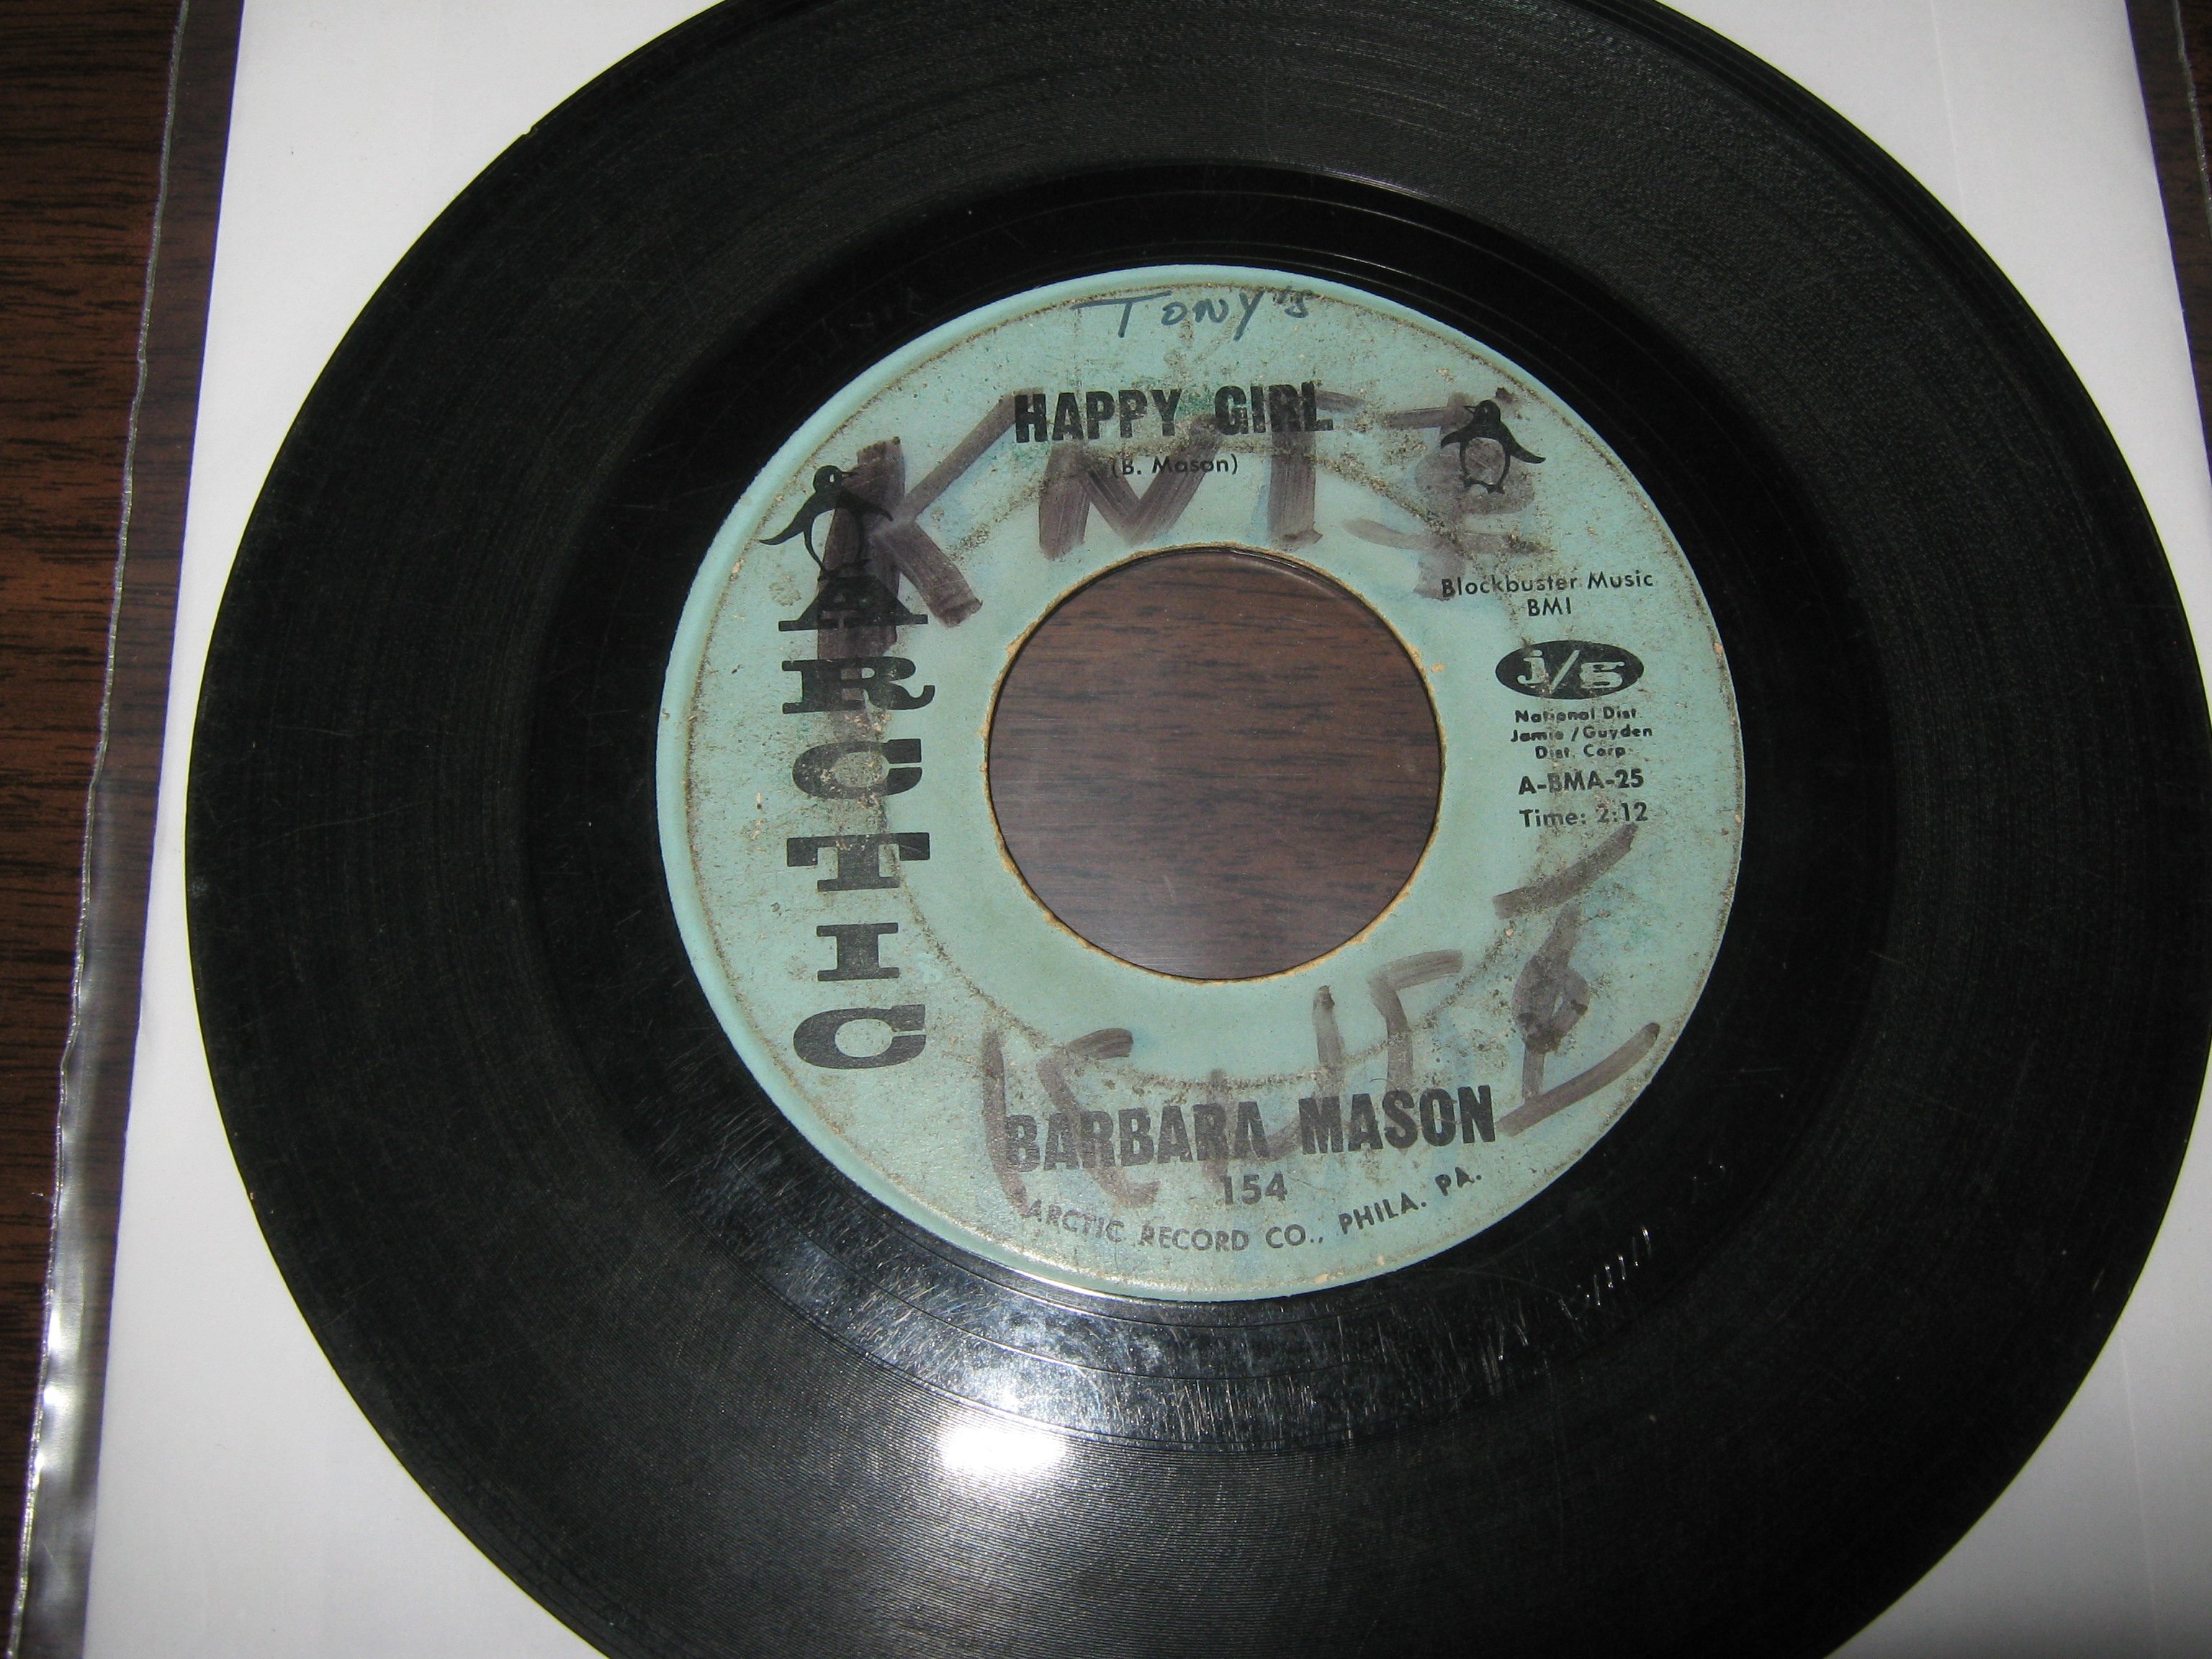 TONY's
HAPPY GIRL
(B. Mason)
ARCTIC
Blockbuster Music
BMI
j/g
National Dist.
Jamie/Guyden
Dist. Corp.
A-BMA-25
Time: 2:12
BARBARA MASON
154
ARCTIC RECORD CO., PHILA. PA.